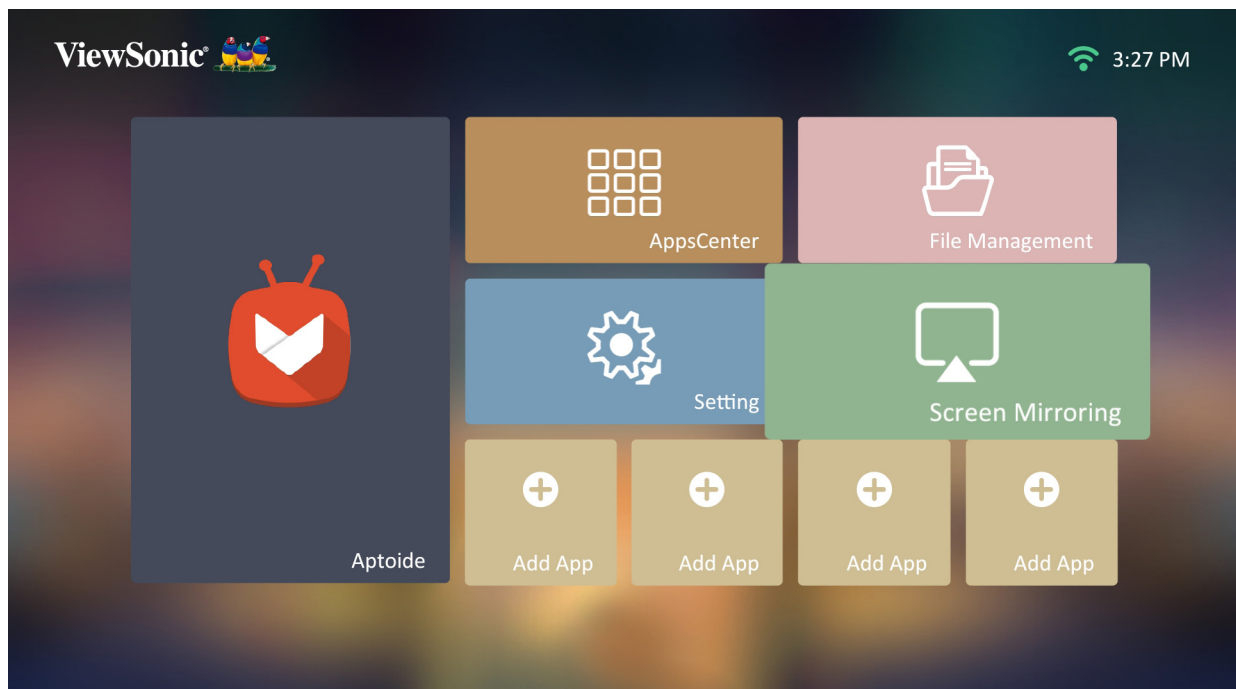 ViewSonic®
3:27 PM
AppsCenter
File Management
Setting
Screen Mirroring
Aptoide
Add App
Add App
Add App
Add App